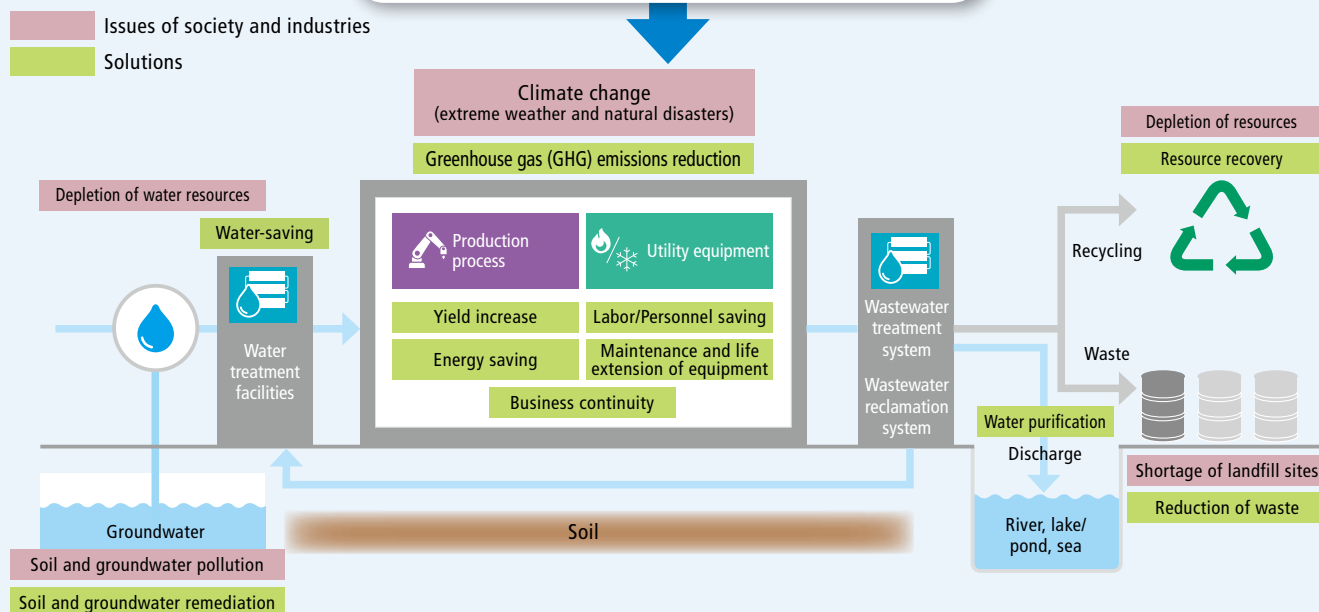 Issues of society and industries
Solutions
Climate change
(extreme weather and natural disasters)
Greenhouse gas (GHG) emissions reduction
Depletion of resources
Resource recovery
Depletion of water resources
Water-saving
Production
process
Utility equipment
Recycling
Yield increase
Labor/Personnel saving
Energy saving
Maintenance and life
extension of equipment
Business continuity
Water
treatment
facilities
Wastewater
treatment
system
Wastewater
reclamation
system
Waste
Water purification
Discharge
Shortage of landfill sites
Reduction of waste
Groundwater
Soil
River, lake/
pond, sea
Soil and groundwater pollution
Soil and groundwater remediation